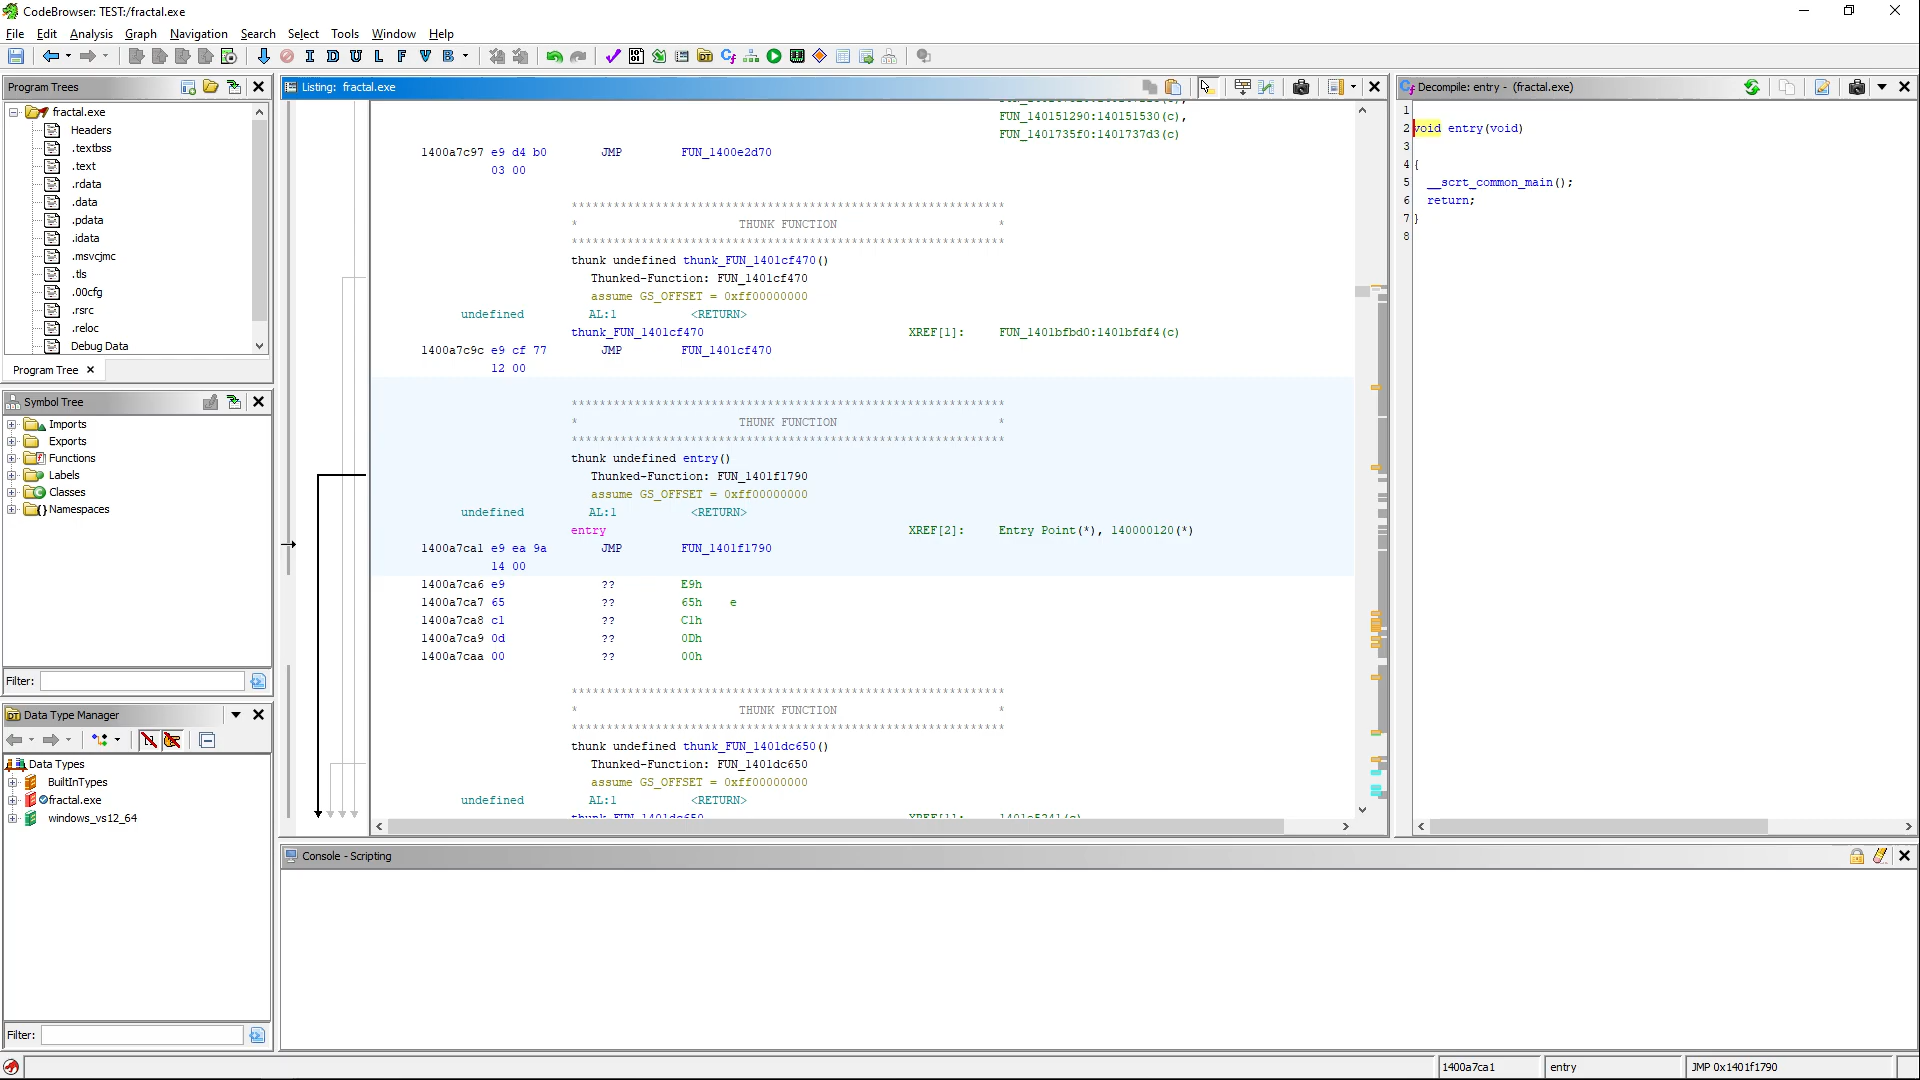 CodeBrowser: TEST:/fractal.exe
File Edit Analysis Graph Navigation Search Select Tools Window Help
I D U L F V B
Program Trees
fractal.exe
Headers
.textbss
.text
.rdata
.data
.pdata
.idata
.msvcjmc
.tls
.00cfg
.rsrc
.reloc
Debug Data
Program Tree
Symbol Tree
Imports
Exports
Functions
Labels
Classes
Namespaces
Filter:
Data Type Manager
Data Types
BuiltInTypes
fractal.exe
windows_vs12_64
Filter:
Listing: fractal.exe
FUN_140151290:140151530(c),
FUN_1401735f0:1401737d3(c)
1400a7c97 e9 d4 b0 JMP FUN_1400e2d70
03 00
************************************************************** 
* THUNK FUNCTION *
**************************************************************
thunk undefined thunk_FUN_1401cf470()
Thunked-Function: FUN_1401cf470
assume GS_OFFSET = 0xff00000000
undefined AL:1 <RETURN>
thunk_FUN_1401cf470 XREF[1]: FUN_1401bfbd0:1401bfdf4(c)
1400a7c9c e9 cf 77 JMP FUN_1401cf470
12 00
**************************************************************
* THUNK FUNCTION *
**************************************************************
thunk undefined entry()
Thunked-Function: FUN_1401f1790
assume GS_OFFSET = 0xff00000000
undefined AL:1 <RETURN>
entry XREF[2]: Entry Point(*), 140000120(*)
1400a7ca1 e9 ea 9a JMP FUN_1401f1790
14 00
1400a7ca6 e9 ?? E9h
1400a7ca7 65 ?? 65h e
1400a7ca8 c1 ?? C1h
1400a7ca9 0d ?? 0Dh
1400a7caa 00 ?? 00h
**************************************************************
* THUNK FUNCTION *
**************************************************************
thunk undefined thunk_FUN_1401dc650()
Thunked-Function: FUN_1401dc650
assume GS_OFFSET = 0xff00000000
undefined AL:1 <RETURN>
thunk_FUN_1401dc650 XREF[1]: 1401e5241(c)
Decompile: entry - (fractal.exe)
1
2 void entry(void)
3
4 {
5 __scrt_common_main();
6 return;
7 }
8
Console - Scripting
1400a7ca1 entry JMP 0x1401f1790